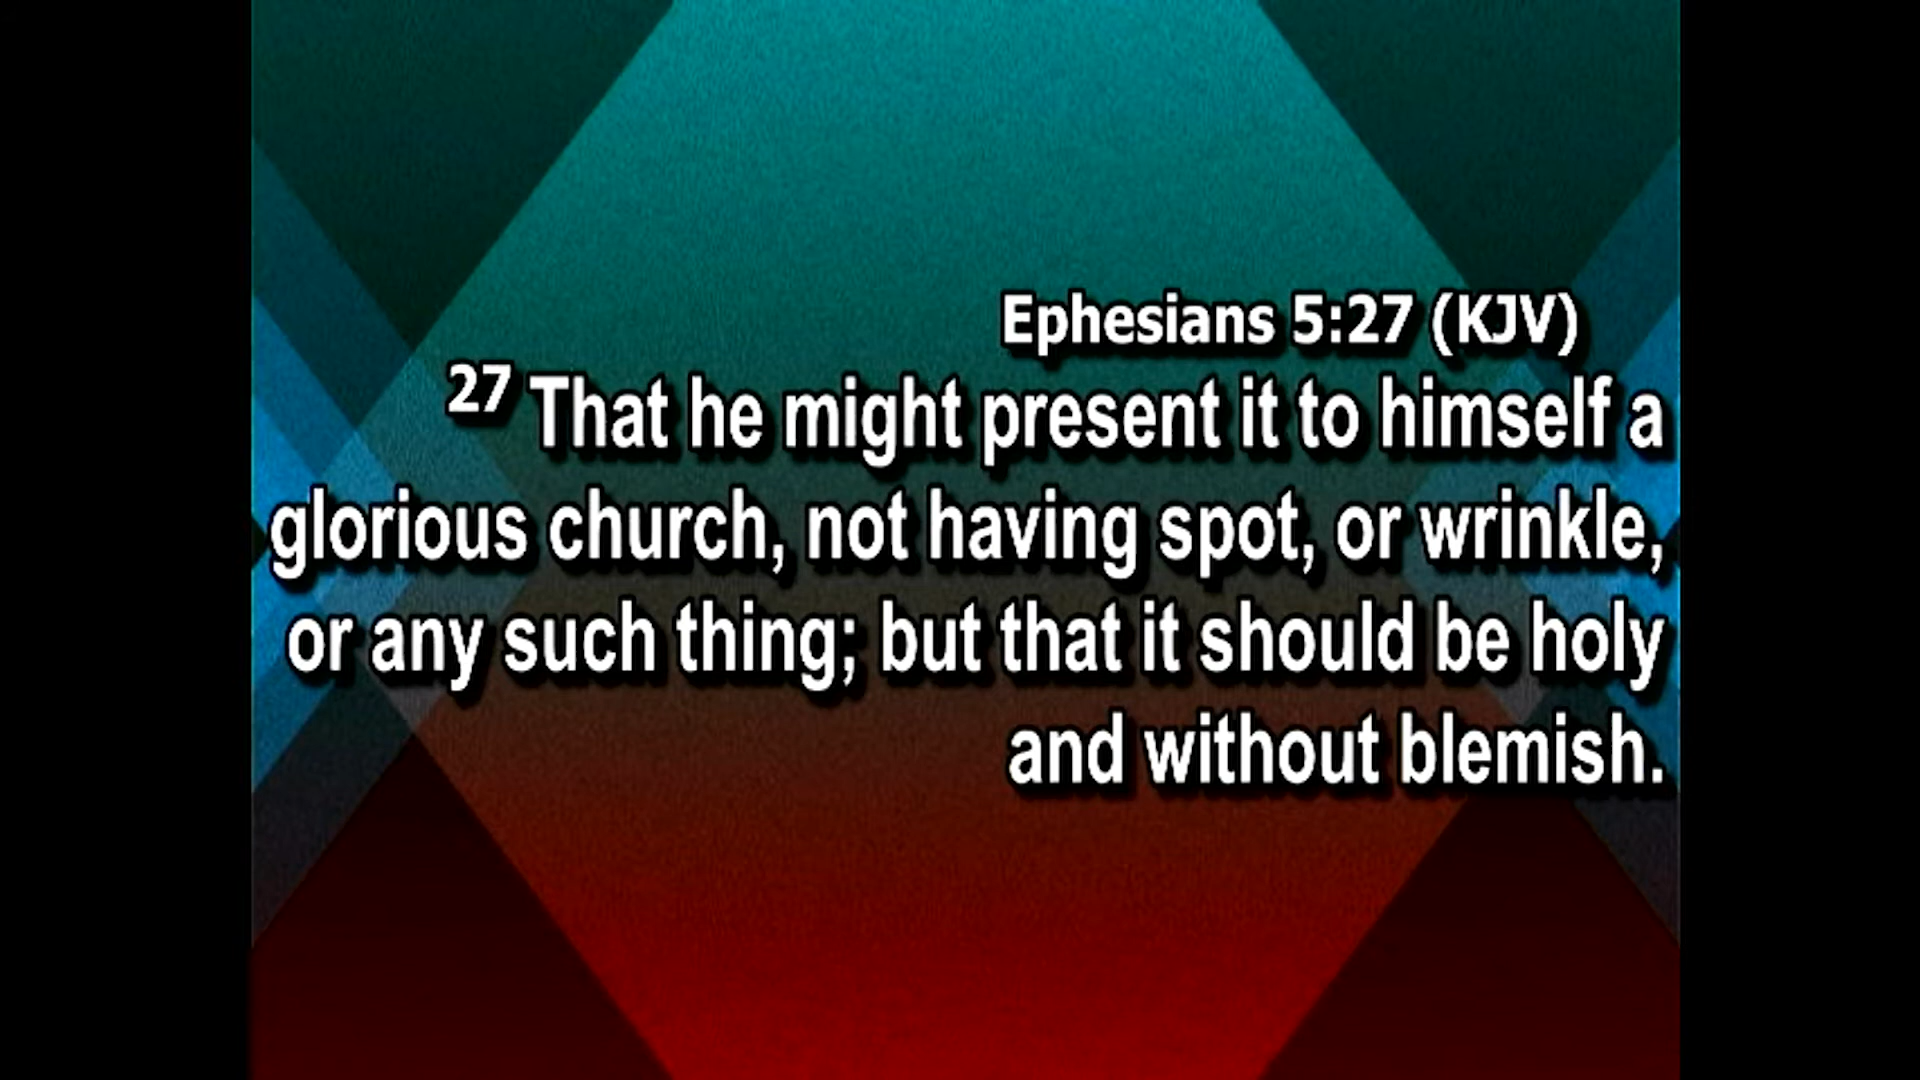 Ephesians 5:27 (KJV)
27 That he might present it to himself a
glorious church, not having spot, or wrinkle,
or any such thing; but that it should be holy
and without blemish.